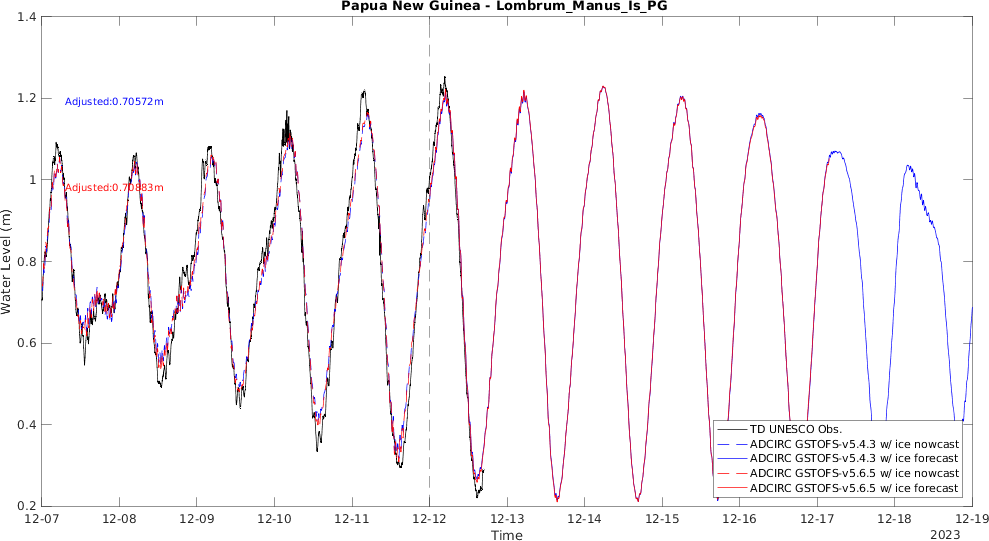 Papua New Guinea - Lombrum_Manus_Is_PG
1.4
1.2
1
0.8
0.6
0.4
0.2
Water Level (m)
Adjusted:0.70572m
Adjusted:0.70883m
TD UNESCO Obs.
ADCIRC GSTOFS-v5.4.3 w/ ice nowcast
ADCIRC GSTOFS-v5.4.3 w/ ice forecast
ADCIRC GSTOFS-v5.6.5 w/ ice nowcast
ADCIRC GSTOFS-v5.6.5 w/ ice forecast
12-07 12-08 12-09 12-10 12-11 12-12 12-13 12-14 12-15 12-16 12-17 12-18 12-19
Time
2023